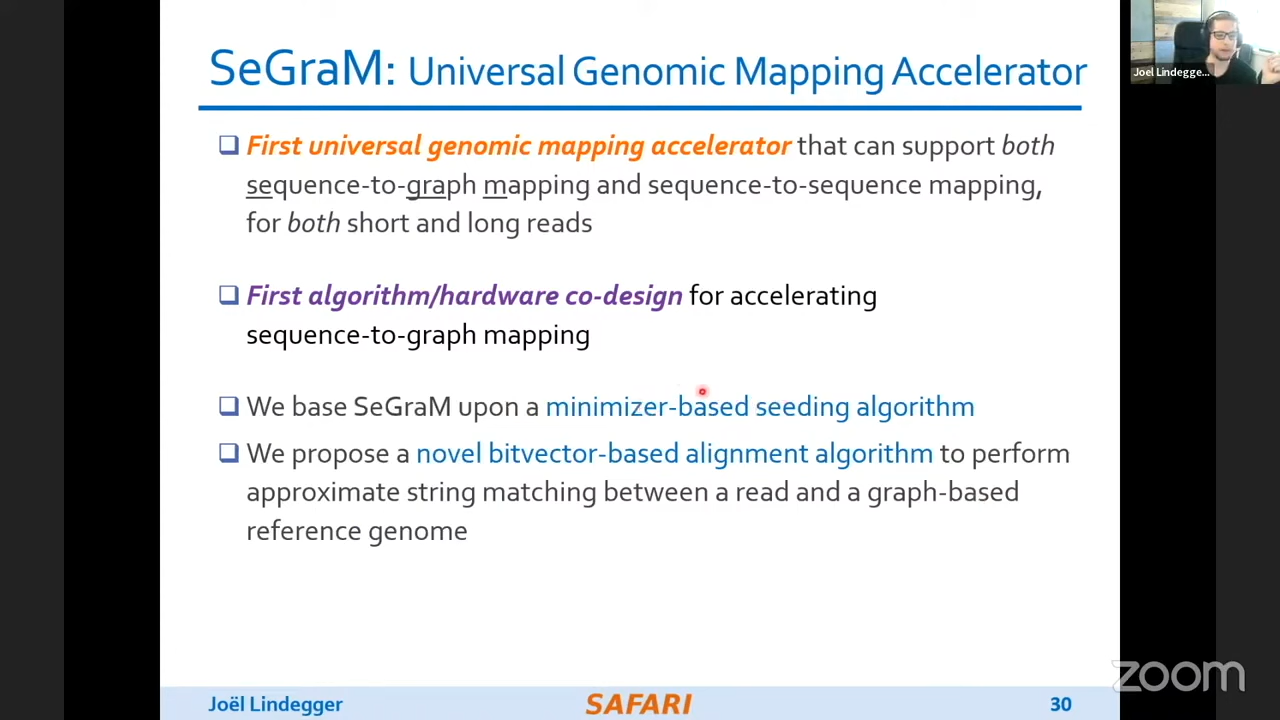 SeGraM: Universal Genomic Mapping Accelerator
Joel Lindegge...
First universal genomic mapping accelerator that can support both
sequence-to-graph mapping and sequence-to-sequence mapping,
for both short and long reads
First algorithm/hardware co-design for accelerating
sequence-to-graph mapping
We base SeGraM upon a minimizer-based seeding algorithm
We propose a novel bitvector-based alignment algorithm to perform
approximate string matching between a read and a graph-based
reference genome
zoom
Joël Lindegger SAFARI 30